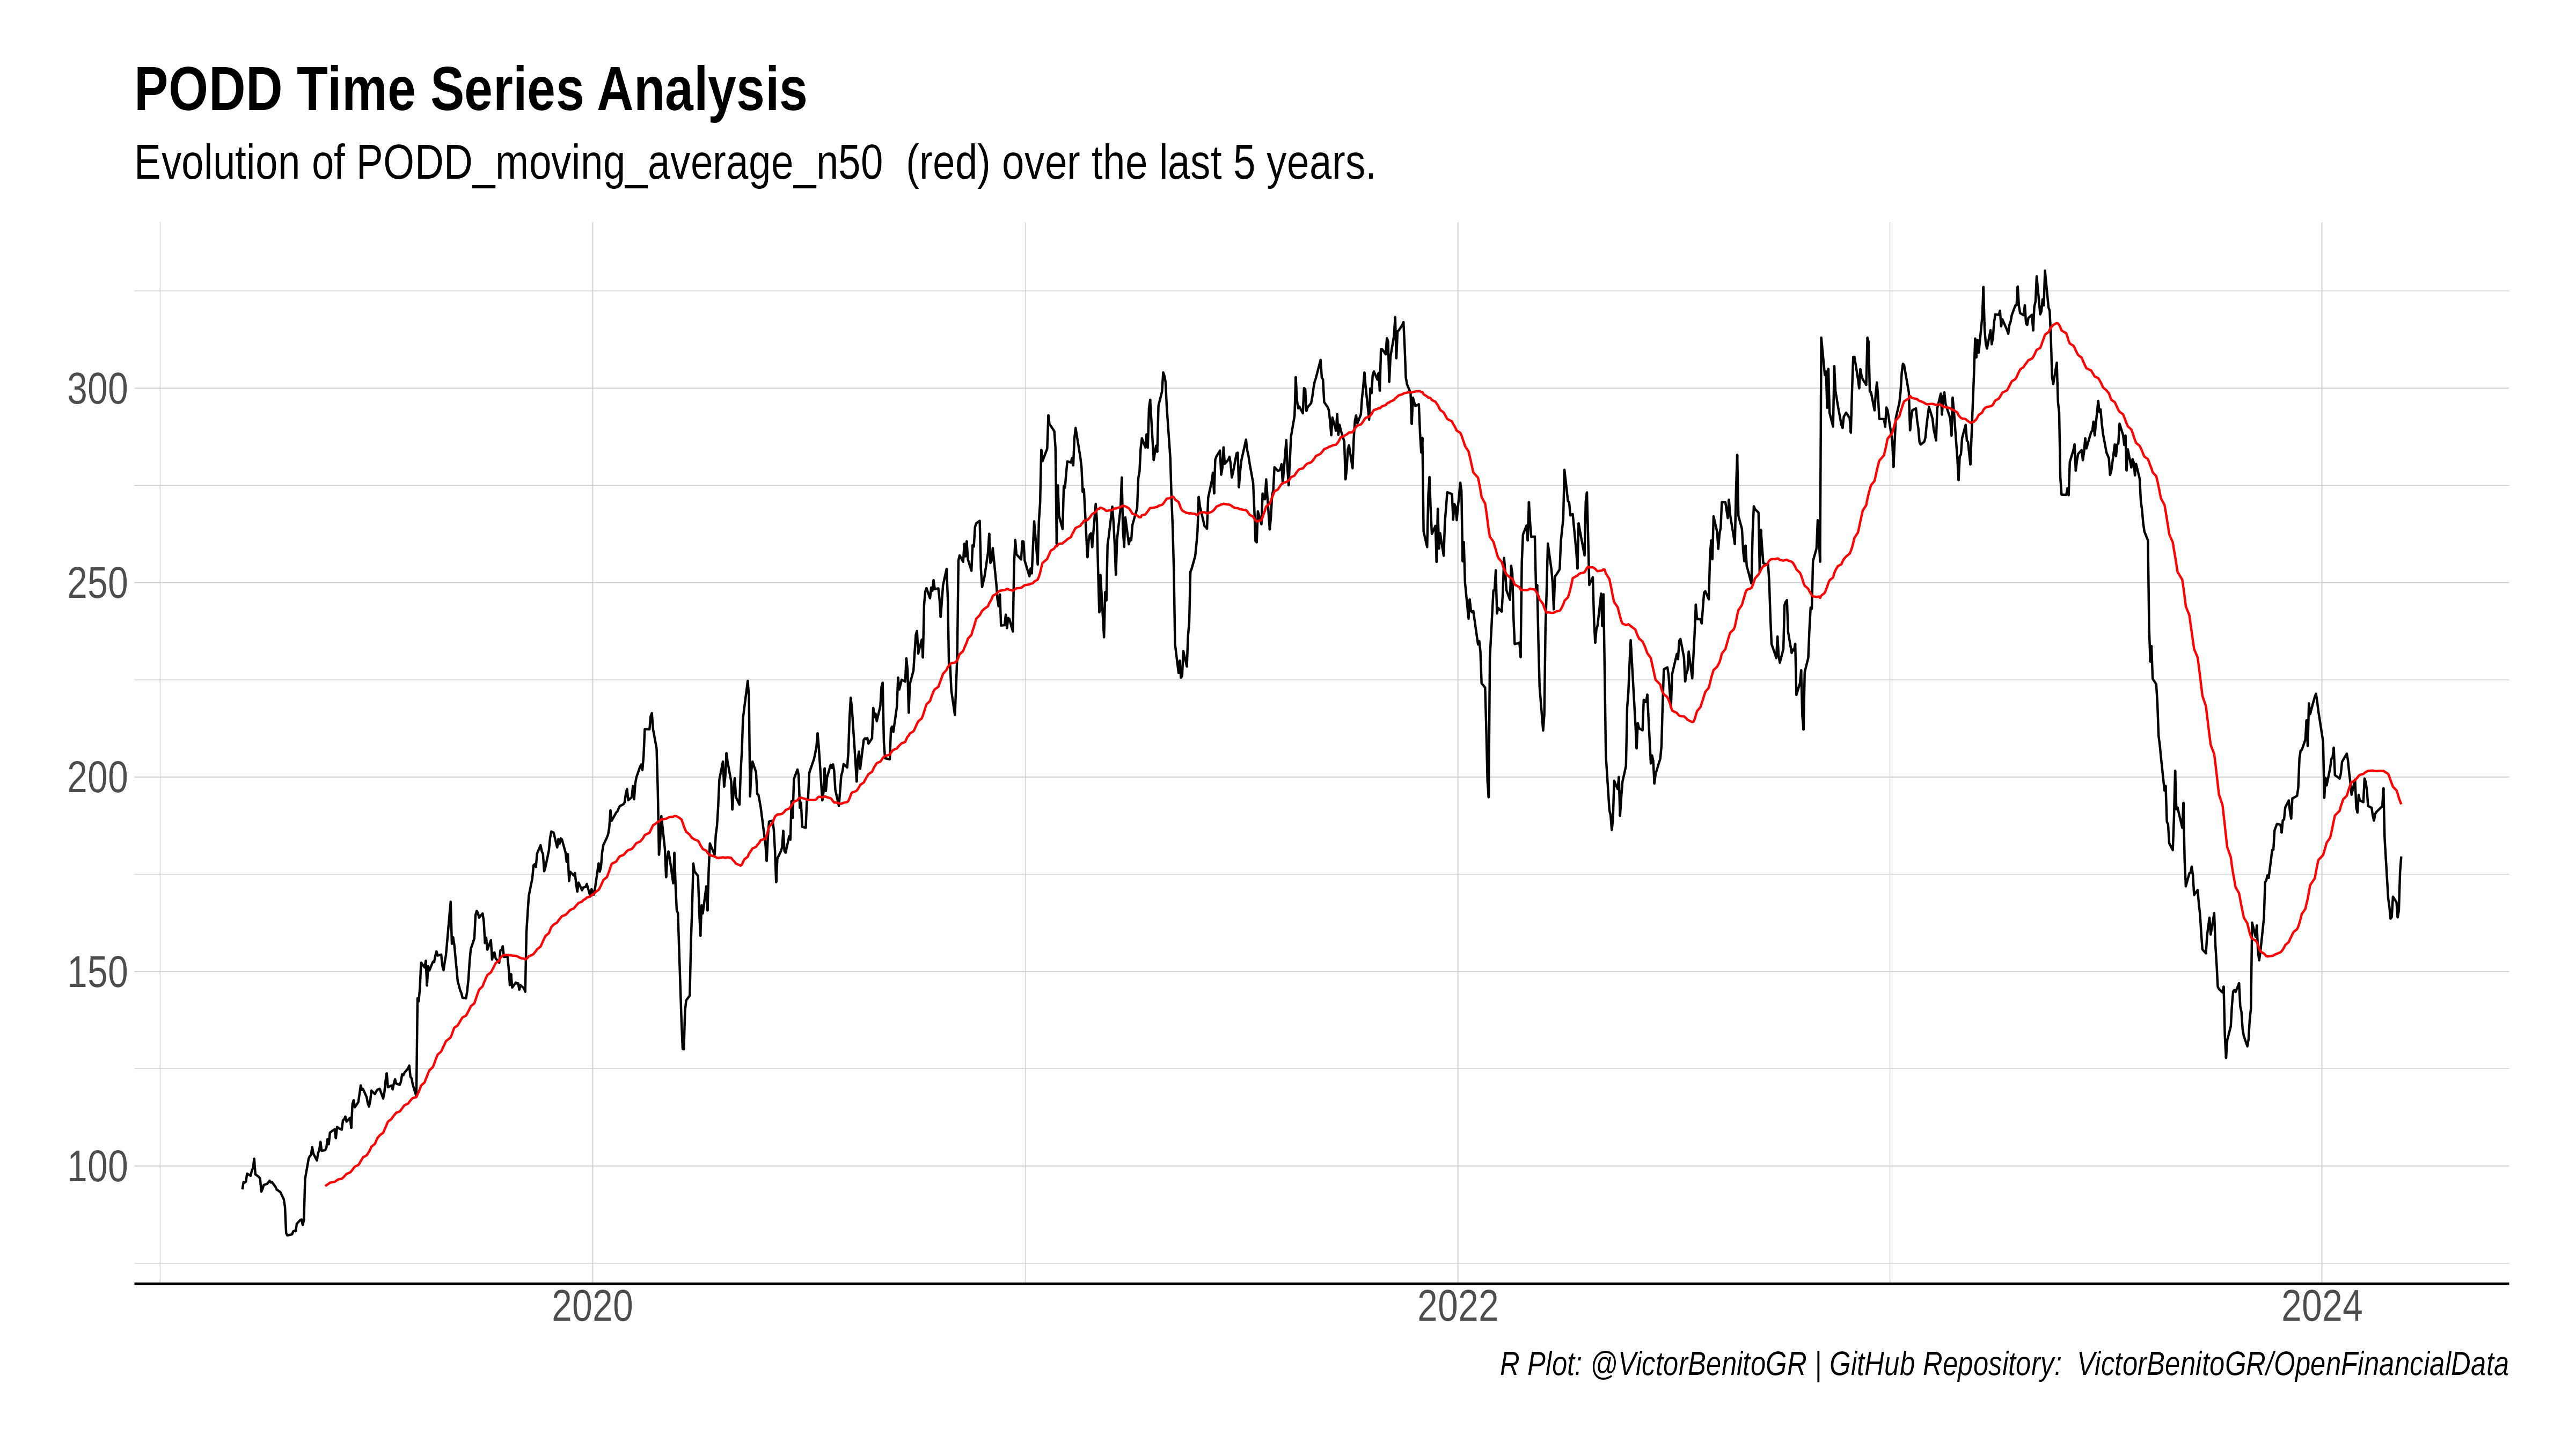 PODD Time Series Analysis
Evolution of PODD_moving_average_n50  (red) over the last 5 years.
300
250
200
150
100
2020
2022
2024
R Plot: @VictorBenitoGR | GitHub Repository:  VictorBenitoGR/OpenFinancialData